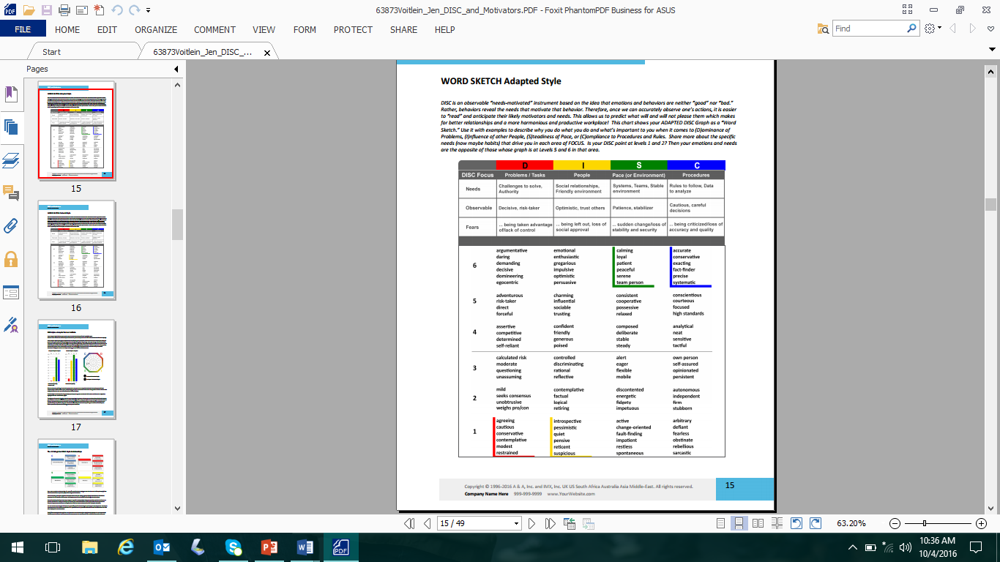 63873Voitlein_Jen_DISC_and_Motivators.PDF - Foxit PhantomPDF Business for ASUS
FILE HOME EDIT ORGANIZE COMMENT VIEW FORM PROTECT SHARE HELP Find
Start 63873Voitlein_Jen_DISC_...
Pages
15
16
17
WORD SKETCH Adapted Style
DISC is an observable “needs-motivated” instrument based on the idea that emotions and behaviors are neither “good” nor “bad.”
Rather, behaviors reveal the needs that motivate that behavior. Therefore, once we can accurately observe one’s actions, it is easier
to “read” and anticipate their likely motivators and needs. This allows us to predict what will and will not please them which makes
for better relationships and a more harmonious and productive workplace! This chart shows your ADAPTED DISC Graph as a “Word
Sketch.” Use it with examples to describe why you do what you do and what’s important to you when it comes to (D)ominance of
Problems, (I)nfluence of other People, (S)teadiness of Pace, or (C)ompliance to Procedures and Rules. Share more about the specific
needs (now maybe habits) that drive you in each area of FOCUS. Is your DISC point at levels 1 and 2? Then your emotions and needs
are the opposite of those whose graph is at Levels 5 and 6 in that area.
D I S C
DISC Focus Problems / Tasks People Pace (or Environment) Procedures
Needs Challenges to solve, Social relationships, Systems, Teams, Stable Rules to follow, Data
Authority Friendly environment environment to analyze
Observable Decisive, risk-taker Optimistic, trust others Patience, stabilizer Cautious, careful
decisions
Fears ... being taken advantage ... being left out, loss of ... sudden change/loss of ... being criticized/loss of
of/lack of control social approval stability and security accuracy and quality
argumentative emotional calming accurate
daring enthusiastic loyal conservative
6 demanding gregarious patient exacting
decisive impulsive peaceful fact-finder
domineering optimistic serene precise
egocentric persuasive team person systematic
adventurous charming consistent conscientious
5 risk-taker influential cooperative courteous
direct sociable possessive focused
forceful trusting relaxed high standards
assertive confident composed analytical
4 competitive friendly deliberate neat
determined generous stable sensitive
self-reliant poised steady tactful
calculated risk controlled alert own person
3 moderate discriminating eager self-assured
questioning rational flexible opinionated
unassuming reflective mobile persistent
mild contemplative discontented autonomous
2 seeks consensus factual energetic independent
unobtrusive logical fidgety firm
weighs pro/con retiring impetuous stubborn
agreeing introspective active arbitrary
cautious pessimistic change-oriented defiant
1 conservative quiet fault-finding fearless
contemplative pensive impatient obstinate
modest reticent restless rebellious
restrained suspicious spontaneous sarcastic
Copyright © 1996-2016 A & A, Inc. and IMX, Inc. UK US South Africa Australia Asia Middle-East. All rights reserved. 15
Company Name Here 999-999-9999 www.YourWebsite.com
15 / 49 63.20%
10:36 AM
10/4/2016